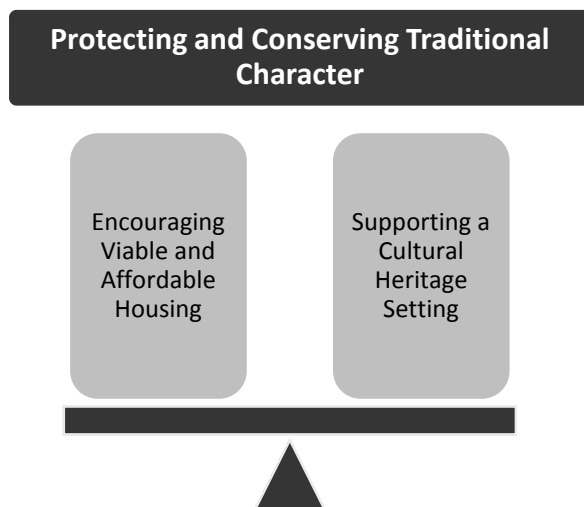 Protecting and Conserving Traditional
Character
Encouraging
Viable and
Affordable
Housing
Supporting a
Cultural
Heritage
Setting